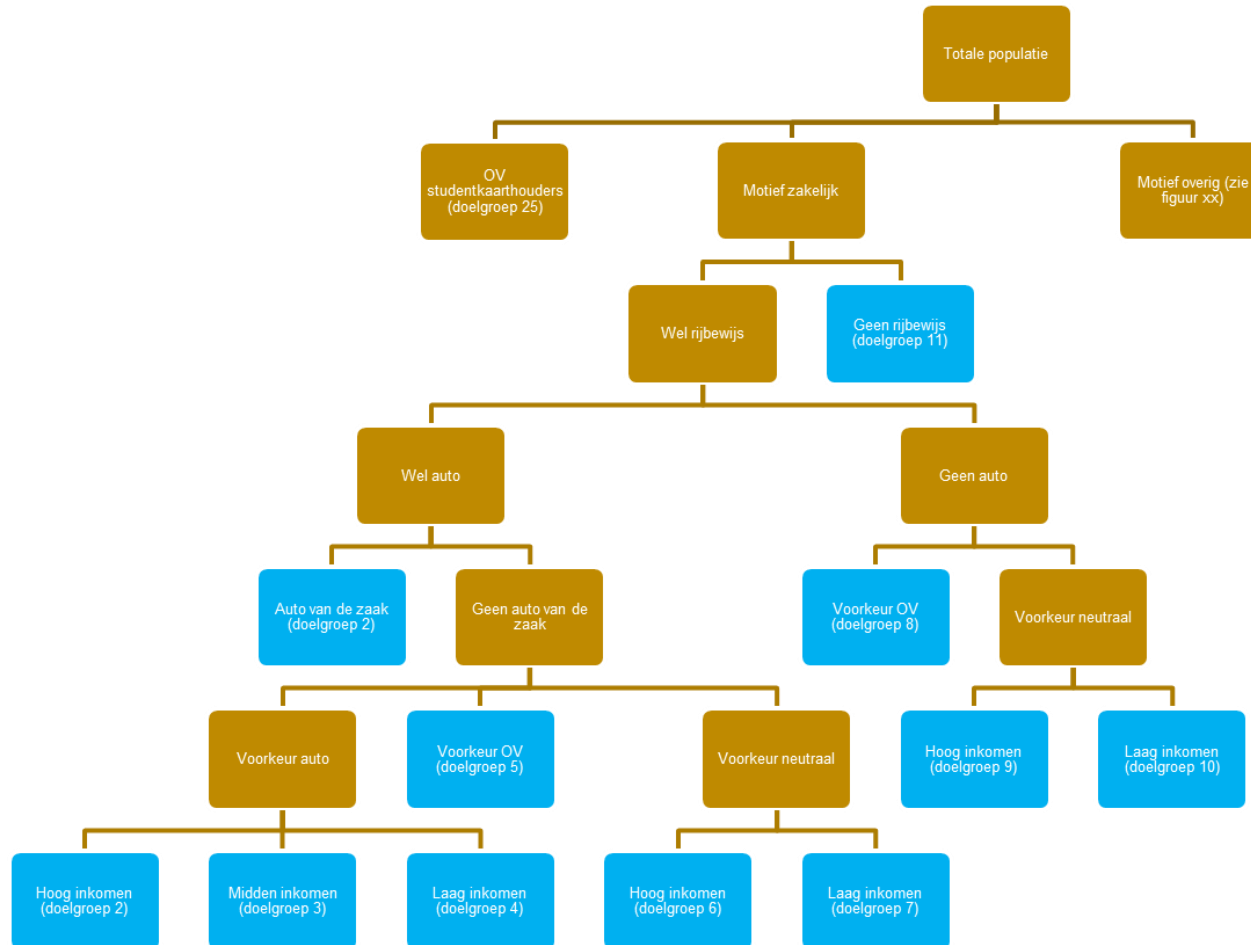 Totale populatie
OV
studentkaarthouders
(doelgroep 25)
Motief zakelijk
Motief overig (zie
figuur xx)
Wel rijbewijs
Geen rijbewijs
(doelgroep 11)
Wel auto
Geen auto
Auto van de zaak
(doelgroep 2)
Geen auto van de
zaak
Voorkeur OV
(doelgroep 8)
Voorkeur neutraal
Voorkeur auto
Voorkeur OV
(doelgroep 5)
Voorkeur neutraal
Hoog inkomen
(doelgroep 9)
Laag inkomen
(doelgroep 10)
Hoog inkomen
(doelgroep 2)
Midden inkomen
(doelgroep 3)
Laag inkomen
(doelgroep 4)
Hoog inkomen
(doelgroep 6)
Laag inkomen
(doelgroep 7)